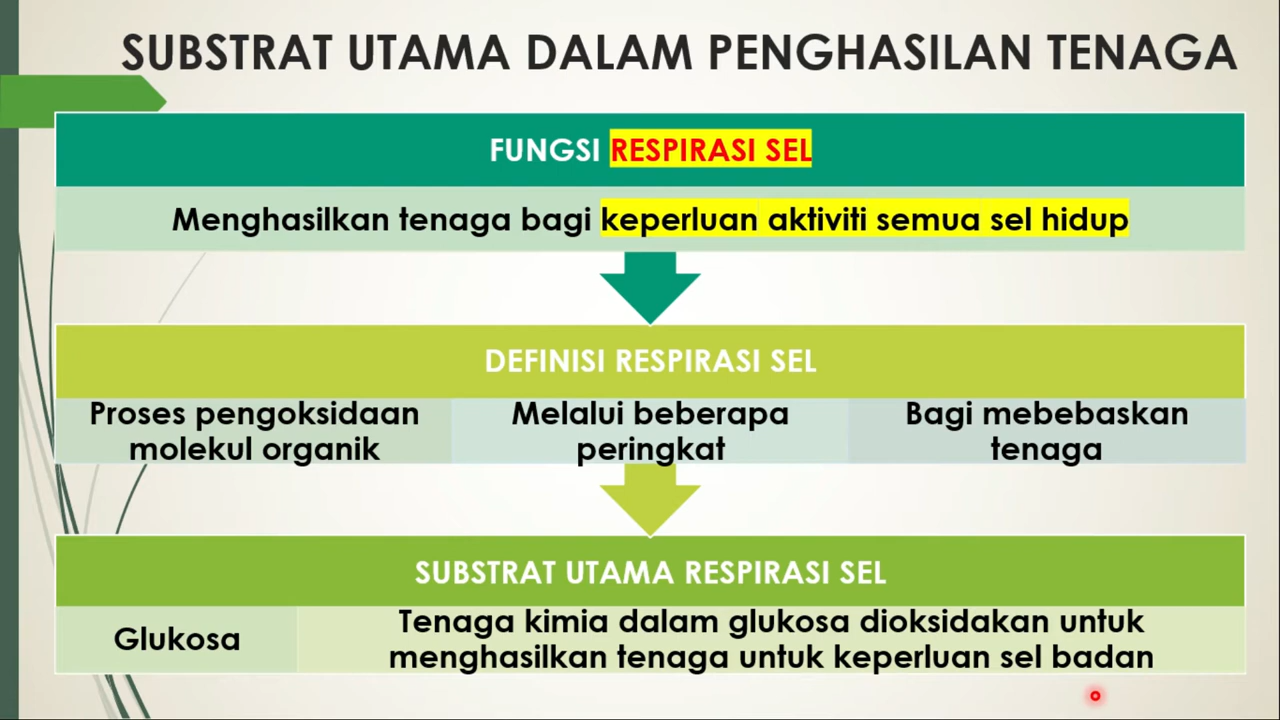 SUBSTRAT UTAMA DALAM PENGHASILAN TENAGA
FUNGSI RESPIRASI SEL
Menghasilkan tenaga bagi keperluan aktiviti semua sel hidup
DEFINISI RESPIRASI SEL
Proses pengoksidaan
molekul organik
Melalui beberapa
peringkat
Bagi mebebaskan
tenaga
SUBSTRAT UTAMA RESPIRASI SEL
Glukosa
Tenaga kimia dalam glukosa dioksidakan untuk
menghasilkan tenaga untuk keperluan sel badan